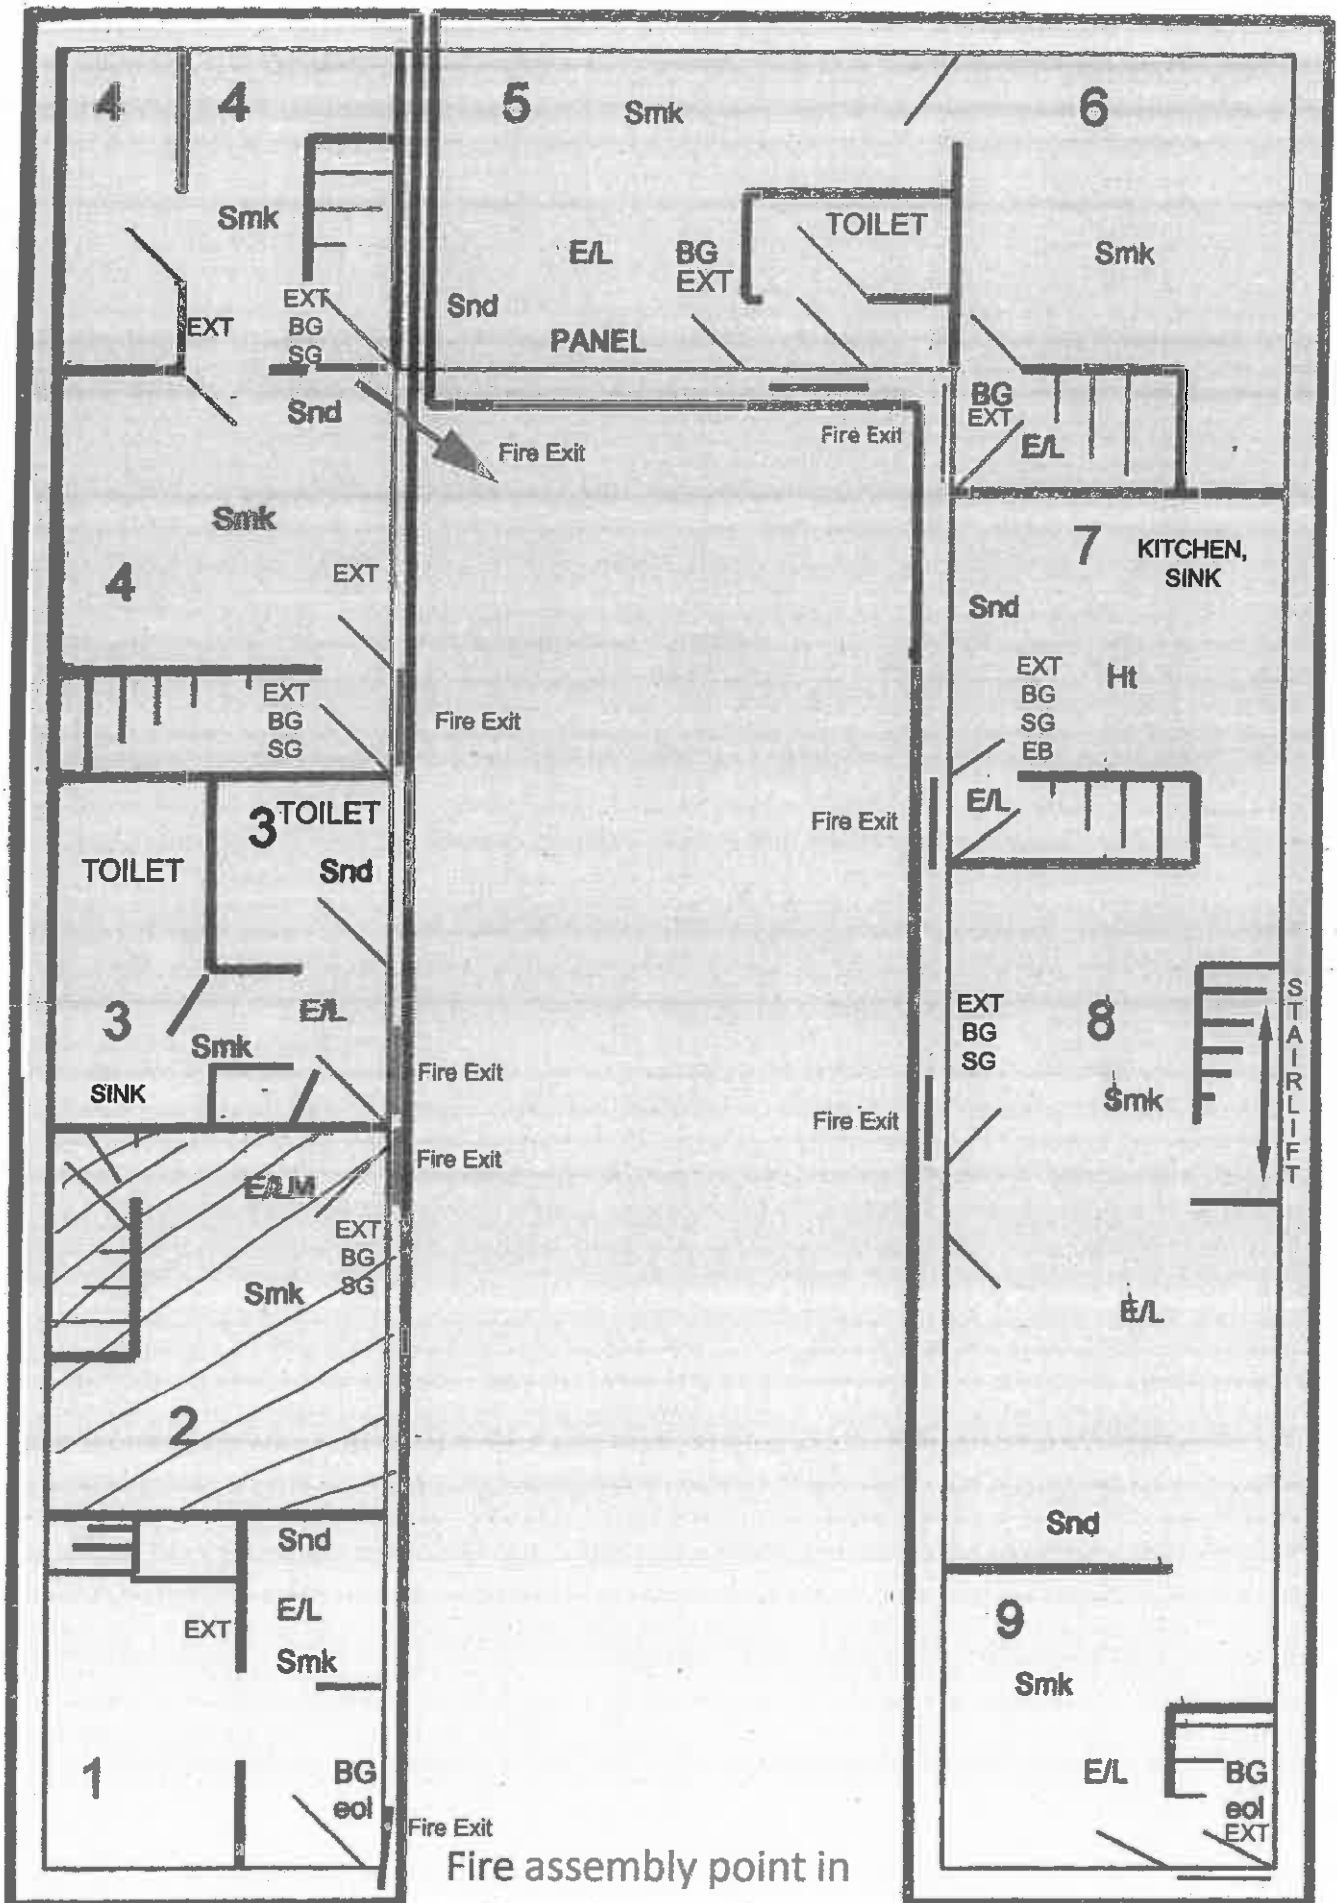 4
4
Smk
EXT
BG
SG
EXT
Snd
Fire Exit
Smk
4
EXT
EXT
BG
SG
Fire Exit
3
TOILET
TOILET
Snd
3
E/L
Smk
SINK
Fire Exit
Fire Exit
EXT
BG
SG
Smk
2
Snd
E/L
EXT
Smk
1
BG
eol
Fire Exit
5
Smk
TOILET
E/L
BG
EXT
Snd
PANEL
Fire Exit
6
Smk
BG
EXT
E/L
7
KITCHEN,
SINK
Snd
EXT
BG
SG
EB
Ht
E/L
Fire Exit
EXT
BG
SG
8
Smk
STAIRLIFT
Fire Exit
E/L
Snd
9
Smk
E/L
BG
eol
EXT
Fire assembly point in